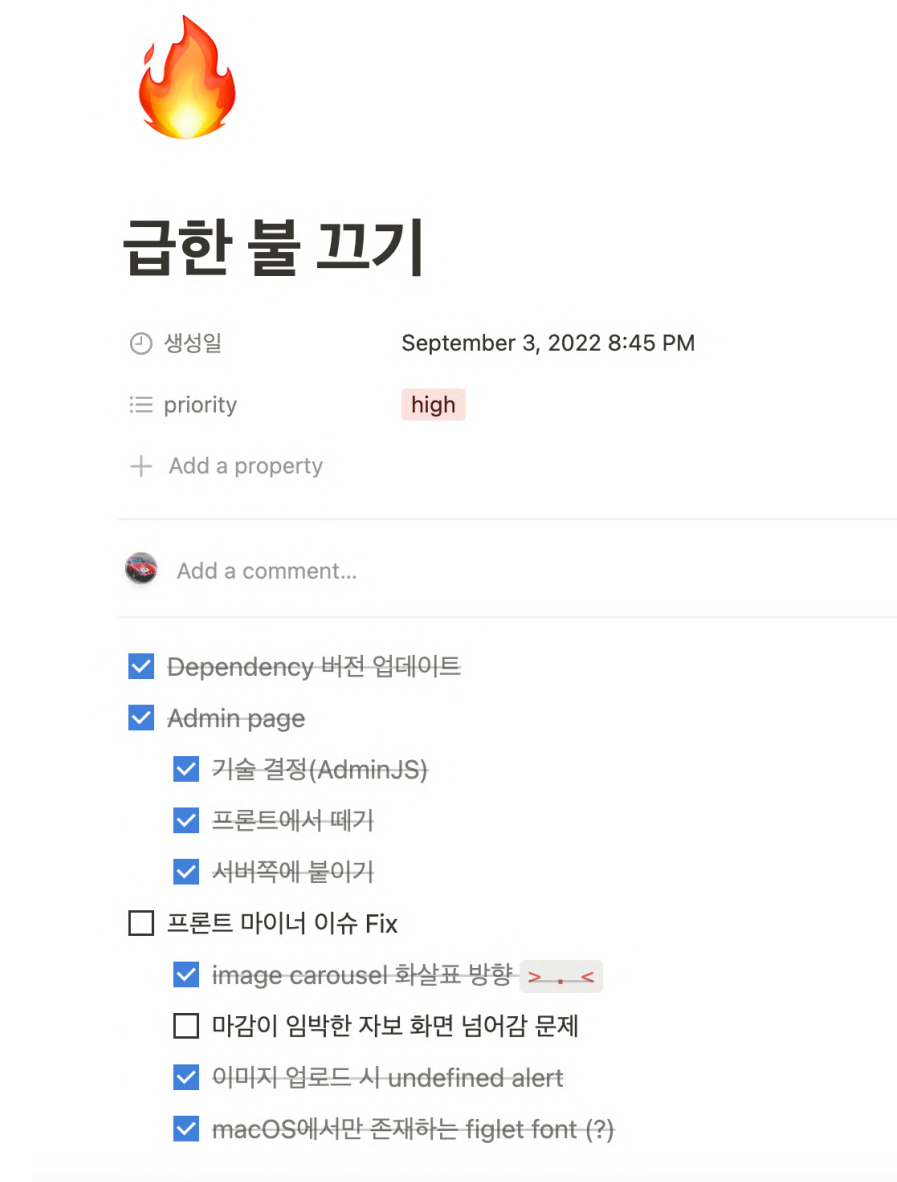 급한 불 끄기
생성일 September 3, 2022 8:45 PM
priority high
Add a property
Add a comment...
Dependency 버전 업데이트
Admin page
기술 결정(AdminJS)
프론트에서 떼기
서버쪽에 붙이기
프론트 마이너 이슈 Fix
image carousel 화살표 방향 > . <
마감이 임박한 자보 화면 넘어감 문제
이미지 업로드 시 undefined alert
macOS에서만 존재하는 figlet font (?)